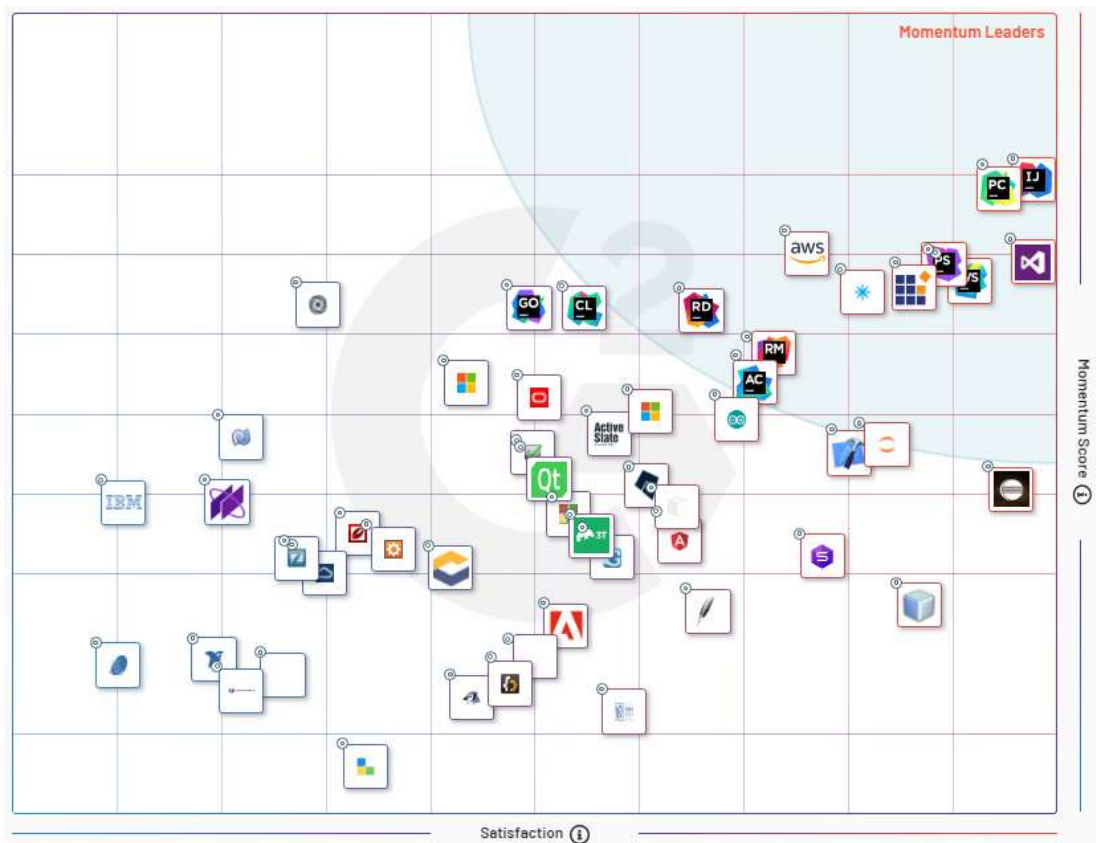 Momentum Leaders
PC
IJ
aws
PS
WS
GO
CL
RD
RM
AC
Active
State
Qt
IBM
3T
Momentum Score
Satisfaction